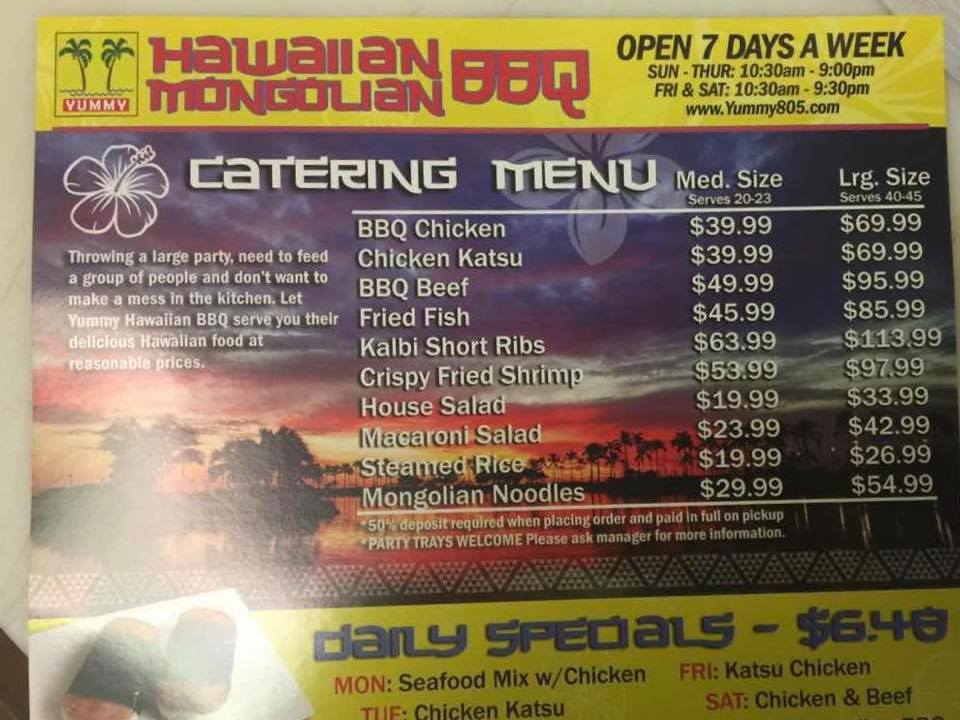 YUMMY
HAWAIIAN
MONGOLIAN
BBQ
OPEN 7 DAYS A WEEK
SUN - THUR: 10:30am - 9:00pm
FRI & SAT: 10:30am - 9:30pm
www.Yummy805.com
CATERING MENU
Med. Size Lrg. Size
Serves 20-23 Serves 40-45
Throwing a large party, need to feed
a group of people and don't want to
make a mess in the kitchen. Let
Yummy Hawaiian BBQ serve you their
delicious Hawaiian food at
reasonable prices.
BBQ Chicken $39.99 $69.99
Chicken Katsu $39.99 $69.99
BBQ Beef $49.99 $95.99
Fried Fish $45.99 $85.99
Kalbi Short Ribs $63.99 $113.99
Crispy Fried Shrimp $53.99 $97.99
House Salad $19.99 $33.99
Macaroni Salad $23.99 $42.99
Steamed Rice $19.99 $26.99
Mongolian Noodles $29.99 $54.99
*50% deposit required when placing order and paid in full on pickup
*PARTY TRAYS WELCOME Please ask manager for more information.
DAILY SPECIALS - $6.48
MON: Seafood Mix w/Chicken FRI: Katsu Chicken
TUE: Chicken Katsu SAT: Chicken & Beef